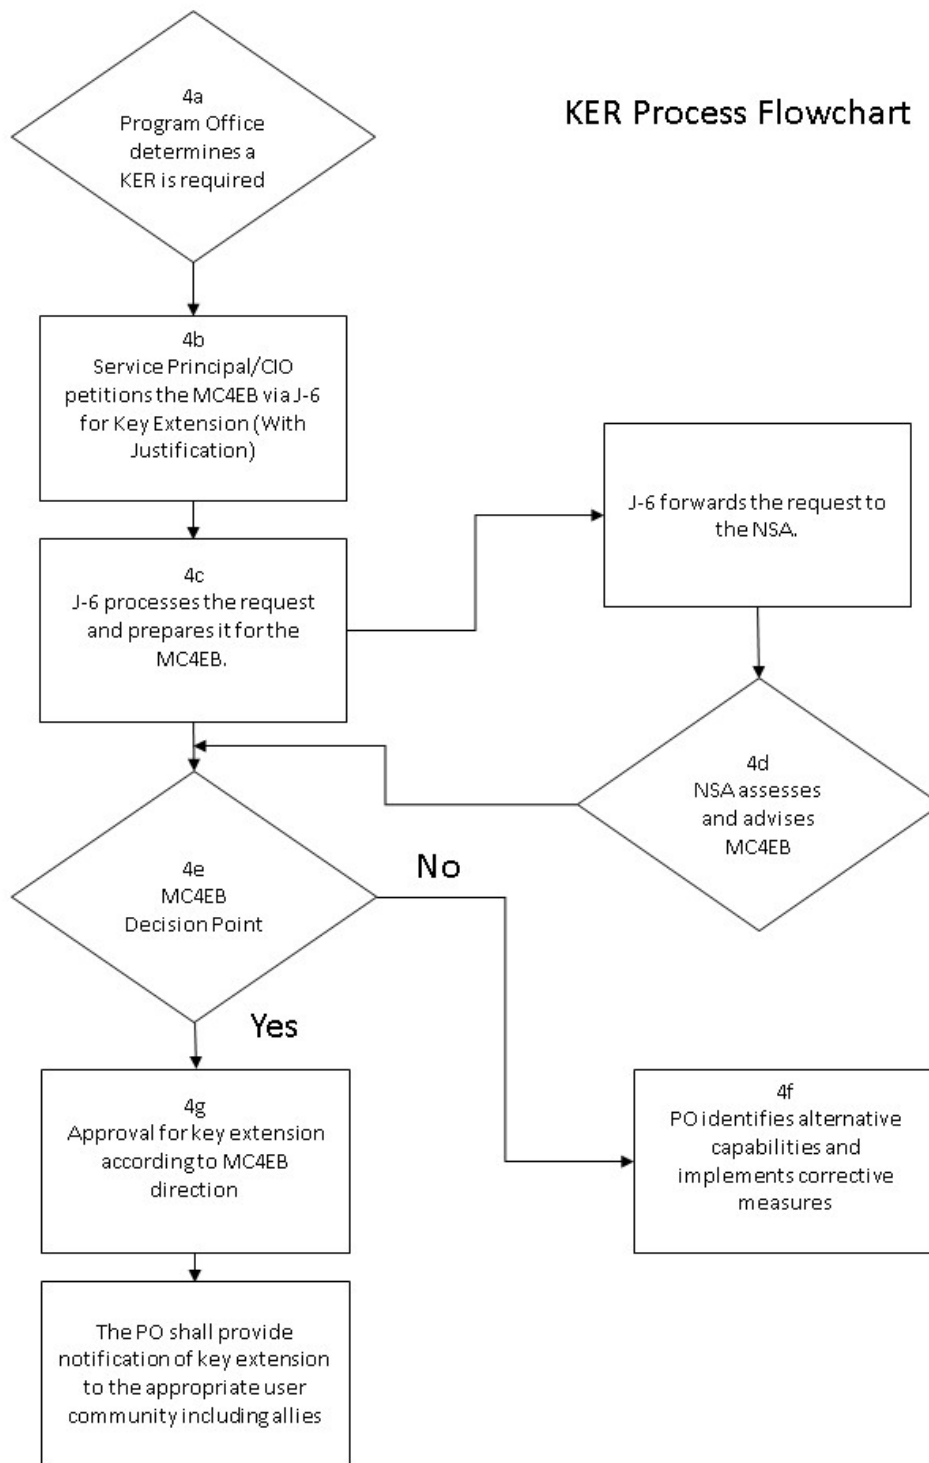 KER Process Flowchart
4a
Program Office
determines a
KER is required
4b
Service Principal/CIO
petitions the MC4EB via J-6
for Key Extension (With
Justification)
J-6 forwards the request to
the NSA.
4c
J-6 processes the request
and prepares it for the
MC4EB.
4d
NSA assesses
and advises
MC4EB
4e
MC4EB
Decision Point
No
Yes
4g
Approval for key extension
according to MC4EB
direction
4f
PO identifies alternative
capabilities and
implements corrective
measures
The PO shall provide
notification of key extension
to the appropriate user
community including allies